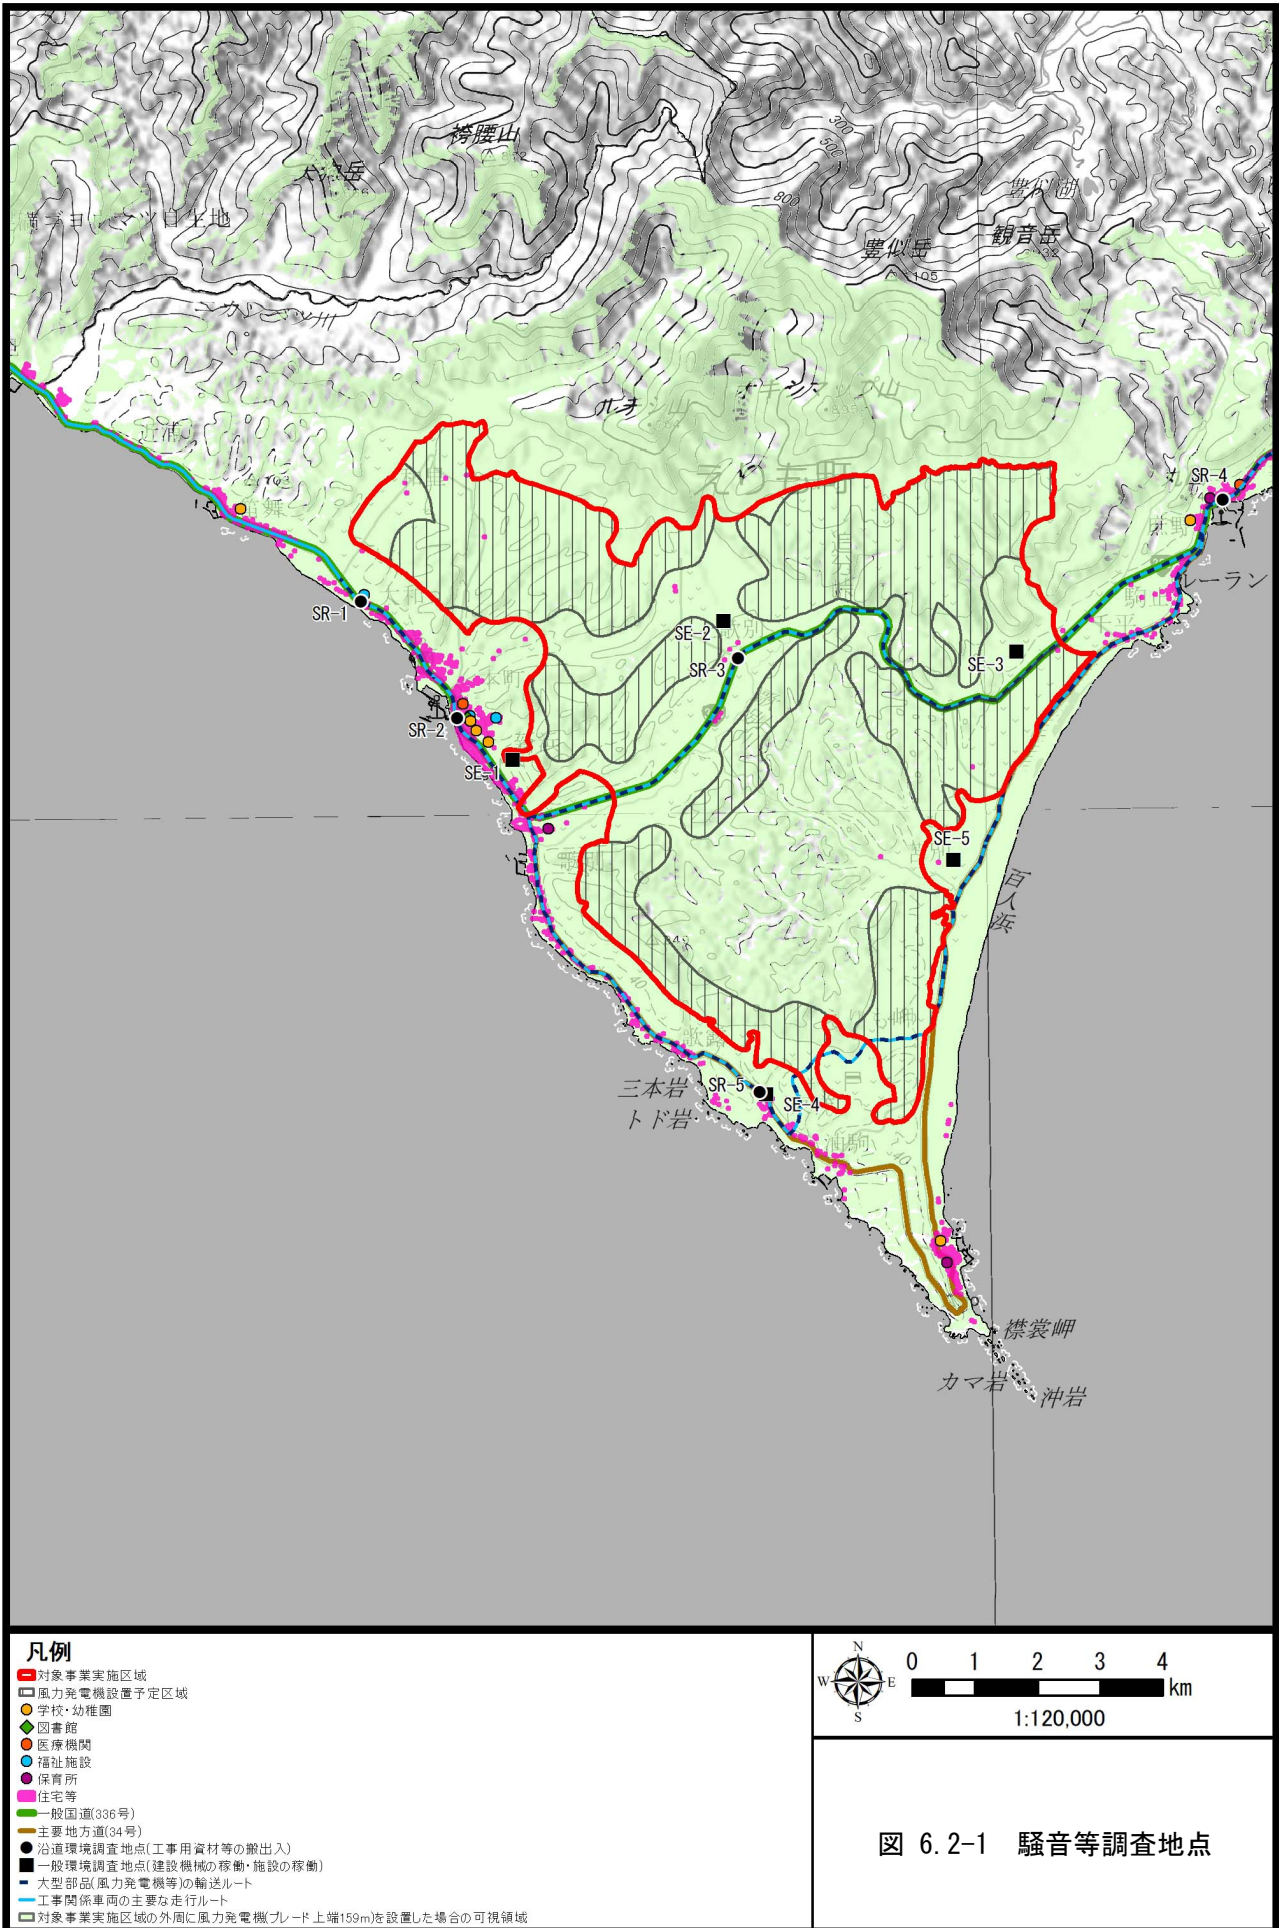 袴腰山
豊似湖
観音岳
豊似岳
1105
300
500
800
ルチシ山
えりも町
SR-4
SR-1
SE-2
SR-3
SE-3
SR-2
SE-1
SE-5
百人浜
40
三本岩
SR-5
トド岩
SE-4
油駒
40
襟裳岬
カマ岩
沖岩
凡例
対象事業実施区域
風力発電機設置予定区域
学校・幼稚園
図書館
医療機関
福祉施設
保育所
住宅等
一般国道(336号)
主要地方道(34号)
沿道環境調査地点(工事用資材等の搬出入)
一般環境調査地点(建設機械の稼働・施設の稼働)
大型部品(風力発電機等)の輸送ルート
工事関係車両の主要な走行ルート
対象事業実施区域の外周に風力発電機(ブレード上端159m)を設置した場合の可視領域
N
W E
S
0 1 2 3 4
km
1:120,000
図 6.2-1 騒音等調査地点